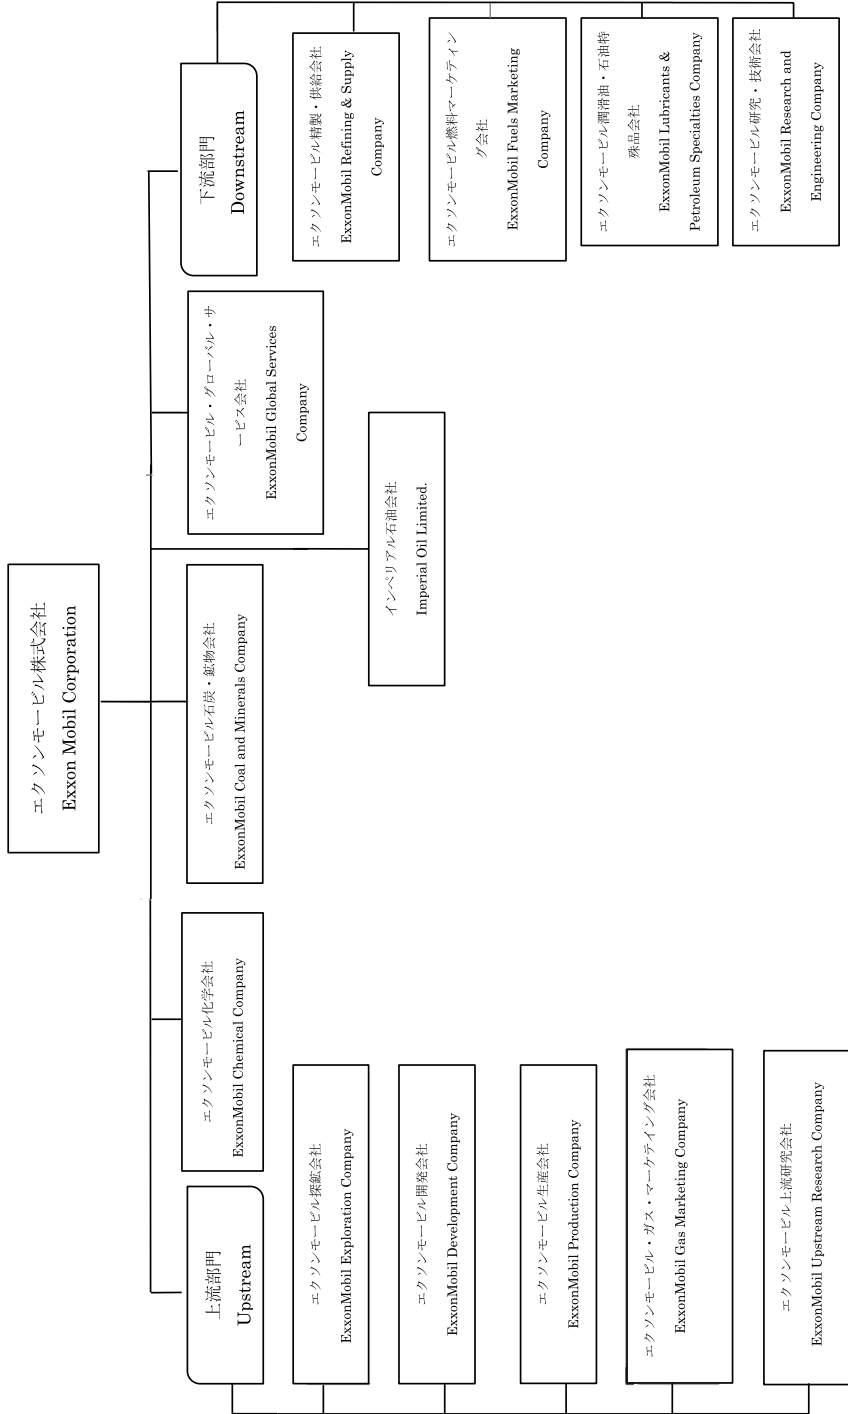 エクソンモービル株式会社
Exxon Mobil Corporation
上流部門
Upstream
エクソンモービル化学会社
ExxonMobil Chemical Company
エクソンモービル石炭・鉱物会社
ExxonMobil Coal and Minerals Company
エクソンモービル・グローバル・サ
ービス会社
ExxonMobil Global Services
Company
下流部門
Downstream
インペリアル石油会社
Imperial Oil Limited.
エクソンモービル探鉱会社
ExxonMobil Exploration Company
エクソンモービル開発会社
ExxonMobil Development Company
エクソンモービル生産会社
ExxonMobil Production Company
エクソンモービル・ガス・マーケテイング会社
ExxonMobil Gas Marketing Company
エクソンモービル上流研究会社
ExxonMobil Upstream Research Company
エクソンモービル精製・供給会社
ExxonMobil Refining & Supply
Company
エクソンモービル燃料マーケティン
グ会社
ExxonMobil Fuels Marketing
Company
エクソンモービル潤滑油・石油特
殊品会社
ExxonMobil Lubricants &
Petroleum Specialties Company
エクソンモービル研究・技術会社
ExxonMobil Research and
Engineering Company